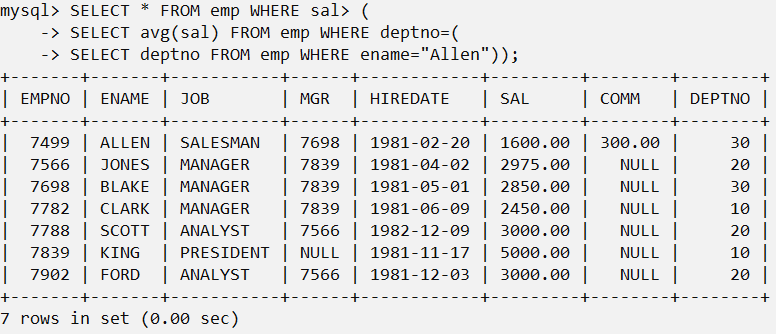 mysql> SELECT * FROM emp WHERE sal> (
    -> SELECT avg(sal) FROM emp WHERE deptno=(
    -> SELECT deptno FROM emp WHERE ename="Allen"));
+-------+-------+-----------+------+------------+---------+--------+--------+
| EMPNO | ENAME | JOB       | MGR  | HIREDATE   | SAL     | COMM   | DEPTNO |
+-------+-------+-----------+------+------------+---------+--------+--------+
|  7499 | ALLEN | SALESMAN  | 7698 | 1981-02-20 | 1600.00 | 300.00 |     30 |
|  7566 | JONES | MANAGER   | 7839 | 1981-04-02 | 2975.00 |   NULL |     20 |
|  7698 | BLAKE | MANAGER   | 7839 | 1981-05-01 | 2850.00 |   NULL |     30 |
|  7782 | CLARK | MANAGER   | 7839 | 1981-06-09 | 2450.00 |   NULL |     10 |
|  7788 | SCOTT | ANALYST   | 7566 | 1982-12-09 | 3000.00 |   NULL |     20 |
|  7839 | KING  | PRESIDENT | NULL | 1981-11-17 | 5000.00 |   NULL |     10 |
|  7902 | FORD  | ANALYST   | 7566 | 1981-12-03 | 3000.00 |   NULL |     20 |
+-------+-------+-----------+------+------------+---------+--------+--------+
7 rows in set (0.00 sec)